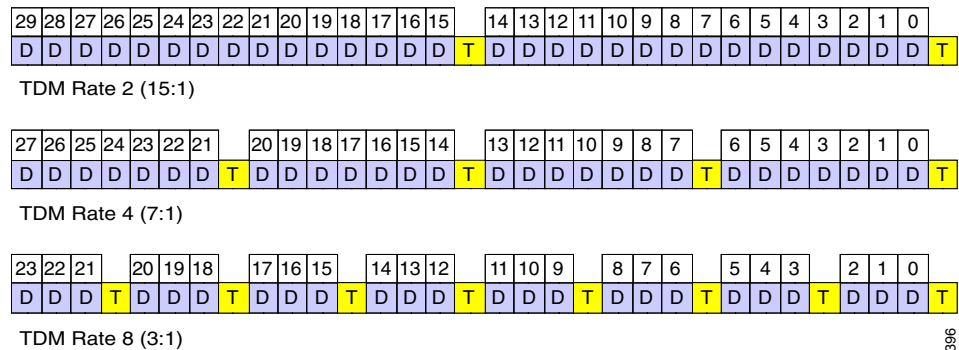 29 28 27 26 25 24 23 22 21 20 19 18 17 16 15 14 13 12 11 10 9 8 7 6 5 4 3 2 1 0
D D D D D D D D D D D D D D D T D D D D D D D D D D D D D D D T
TDM Rate 2 (15:1)
27 26 25 24 23 22 21 20 19 18 17 16 15 14 13 12 11 10 9 8 7 6 5 4 3 2 1 0
D D D D D D D T D D D D D D D T D D D D D D D T D D D D D D D T
TDM Rate 4 (7:1)
23 22 21 20 19 18 17 16 15 14 13 12 11 10 9 8 7 6 5 4 3 2 1 0
D D D T D D D T D D D T D D D T D D D T D D D T D D D T D D D T
TDM Rate 8 (3:1)
396